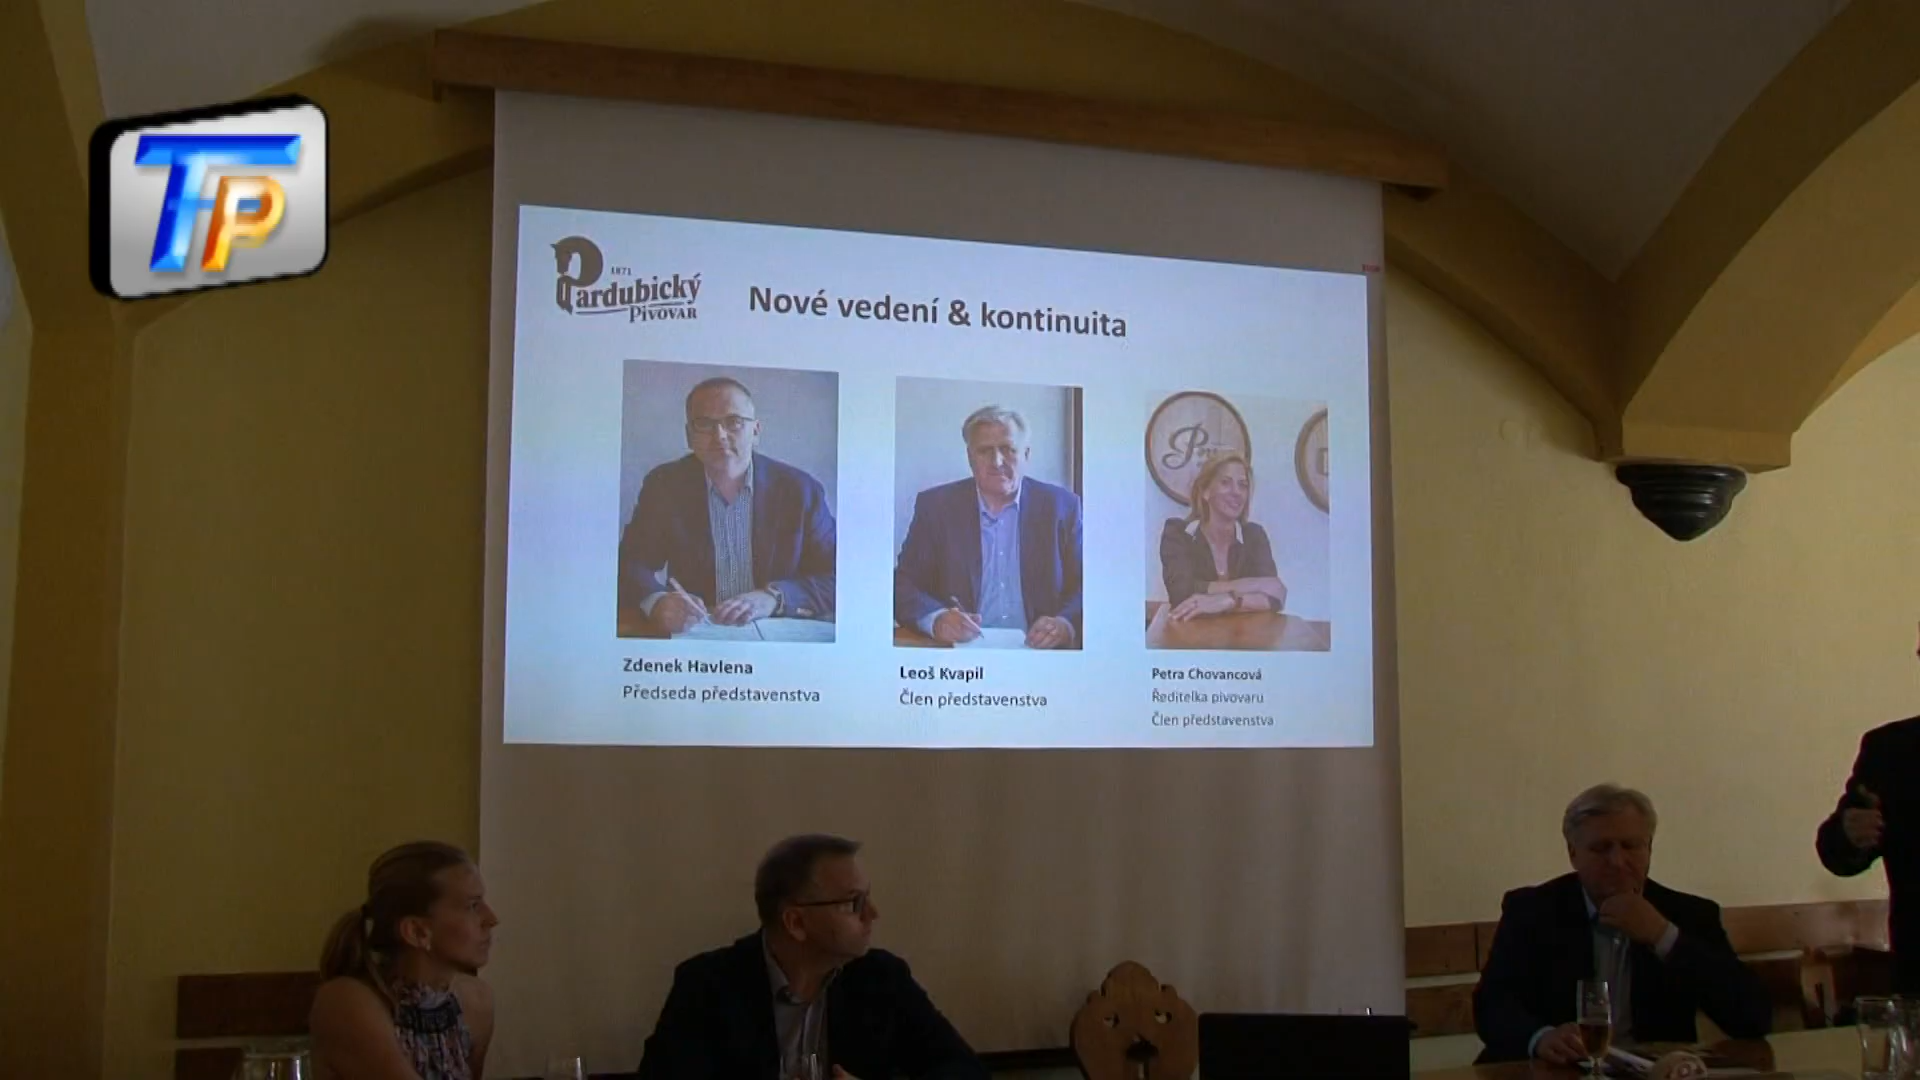 TP
1871
Pardubický
Pivovar
Nové vedení & kontinuita
Zdenek Havlena
Předseda představenstva
Leoš Kvapil
Člen představenstva
Petra Chovancová
Ředitelka pivovaru
Člen představenstva